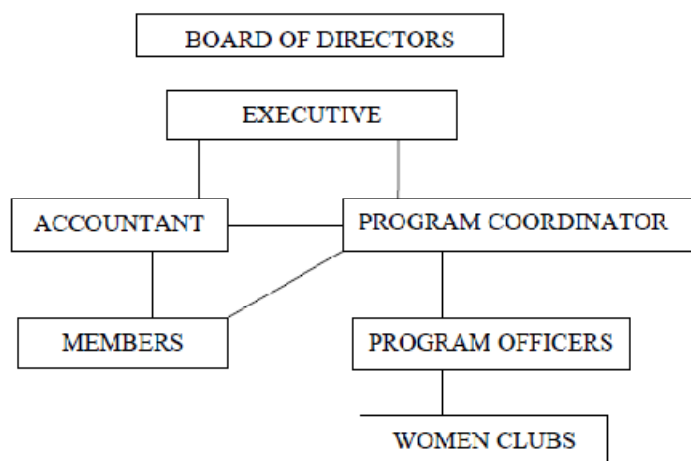 BOARD OF DIRECTORS
EXECUTIVE
ACCOUNTANT
PROGRAM COORDINATOR
MEMBERS
PROGRAM OFFICERS
WOMEN CLUBS